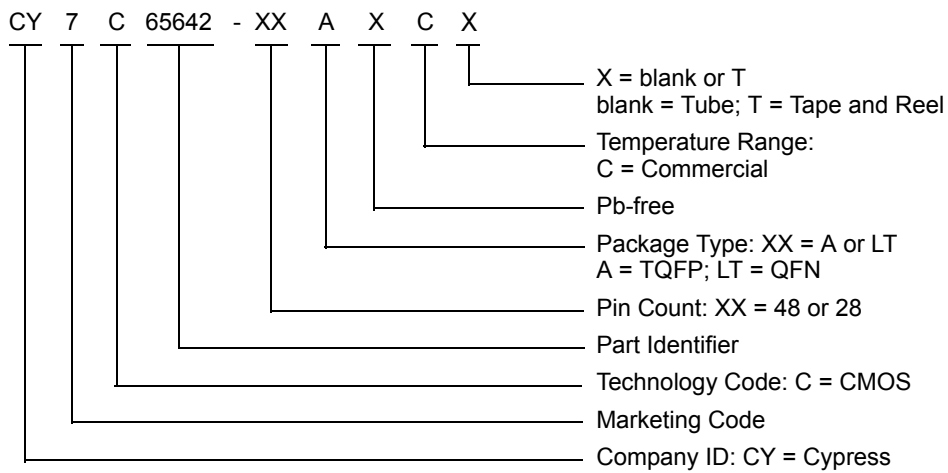 CY 7 C 65642 - XX A X C X
X = blank or T
blank = Tube; T = Tape and Reel
Temperature Range:
C = Commercial
Pb-free
Package Type: XX = A or LT
A = TQFP; LT = QFN
Pin Count: XX = 48 or 28
Part Identifier
Technology Code: C = CMOS
Marketing Code
Company ID: CY = Cypress